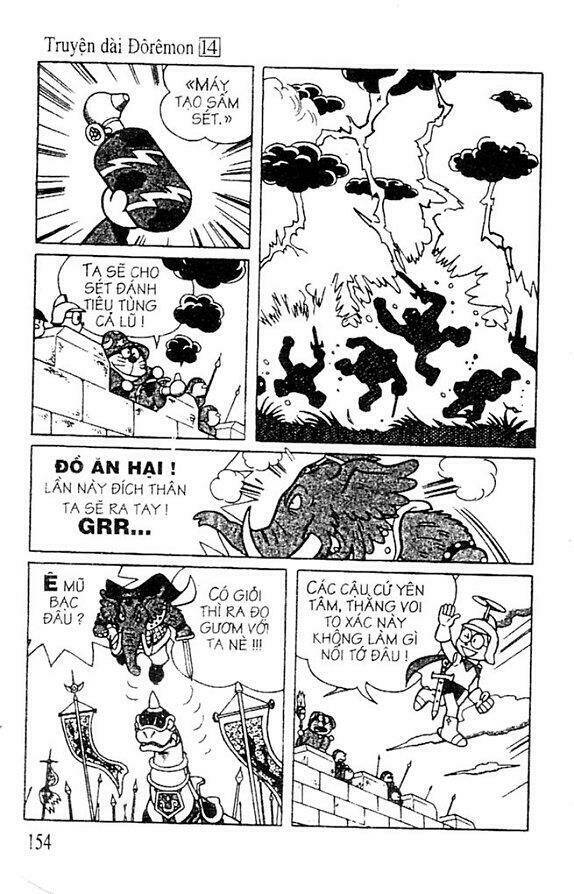 Truyện dài Đôrêmon 14
«MÁY
TẠO SẤM
SÉT.»
TA SẼ CHO
SÉT ĐÁNH
TIÊU TÙNG
CẢ LŨ !
ĐỒ ĂN HẠI !
LẦN NÀY ĐÍCH THÂN
TA SẼ RA TAY !
GRR...
Ê MŨ
BẠC
ĐÂU ?
CÓ GIỎI
THÌ RA ĐỌ
GƯƠM VỚI
TA NÈ !!!
CÁC CẬU CỨ YÊN
TÂM, THẰNG VOI
TO XÁC NÀY
KHÔNG LÀM GÌ
NỔI TỚ ĐÂU !
154